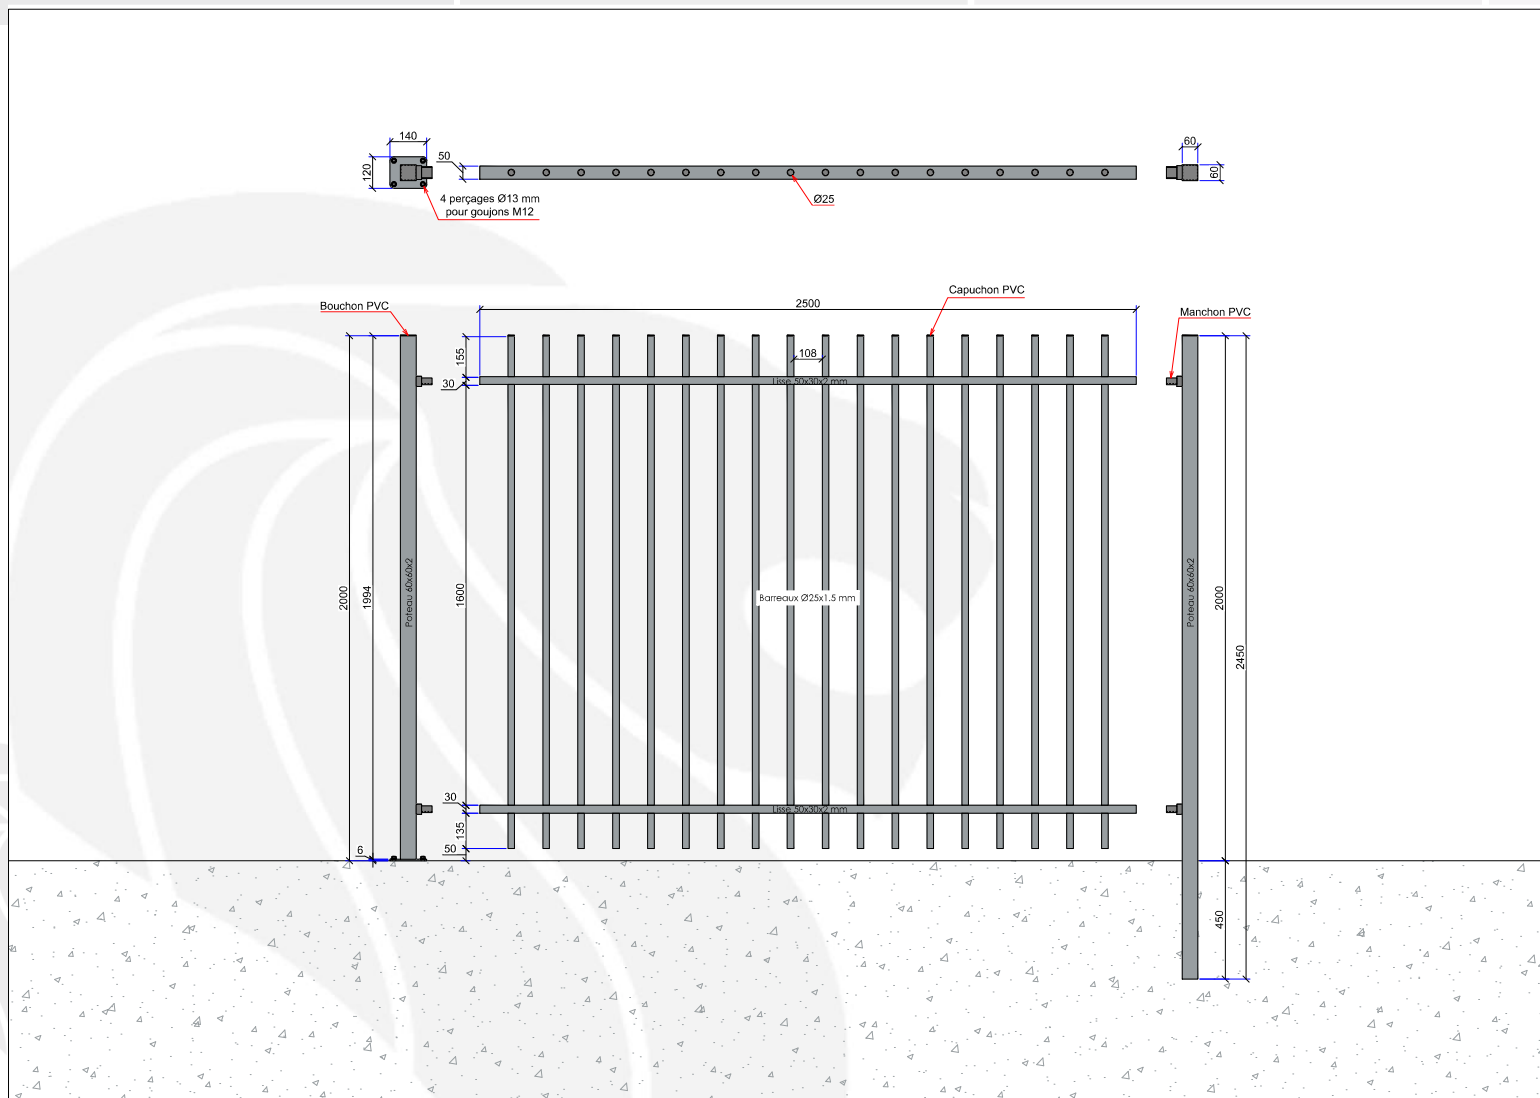 140
50
60
120
60
4 perçages Ø13 mm
pour goujons M12
Ø25
Capuchon PVC
Bouchon PVC
2500
Manchon PVC
155
108
30
Lisse 50x30x2 mm
2000
1994
Poteau 60x60x2
1600
Barreaux Ø25x1.5 mm
Poteau 60x60x2
2000
2450
30
Lisse 50x30x2 mm
135
6
50
450